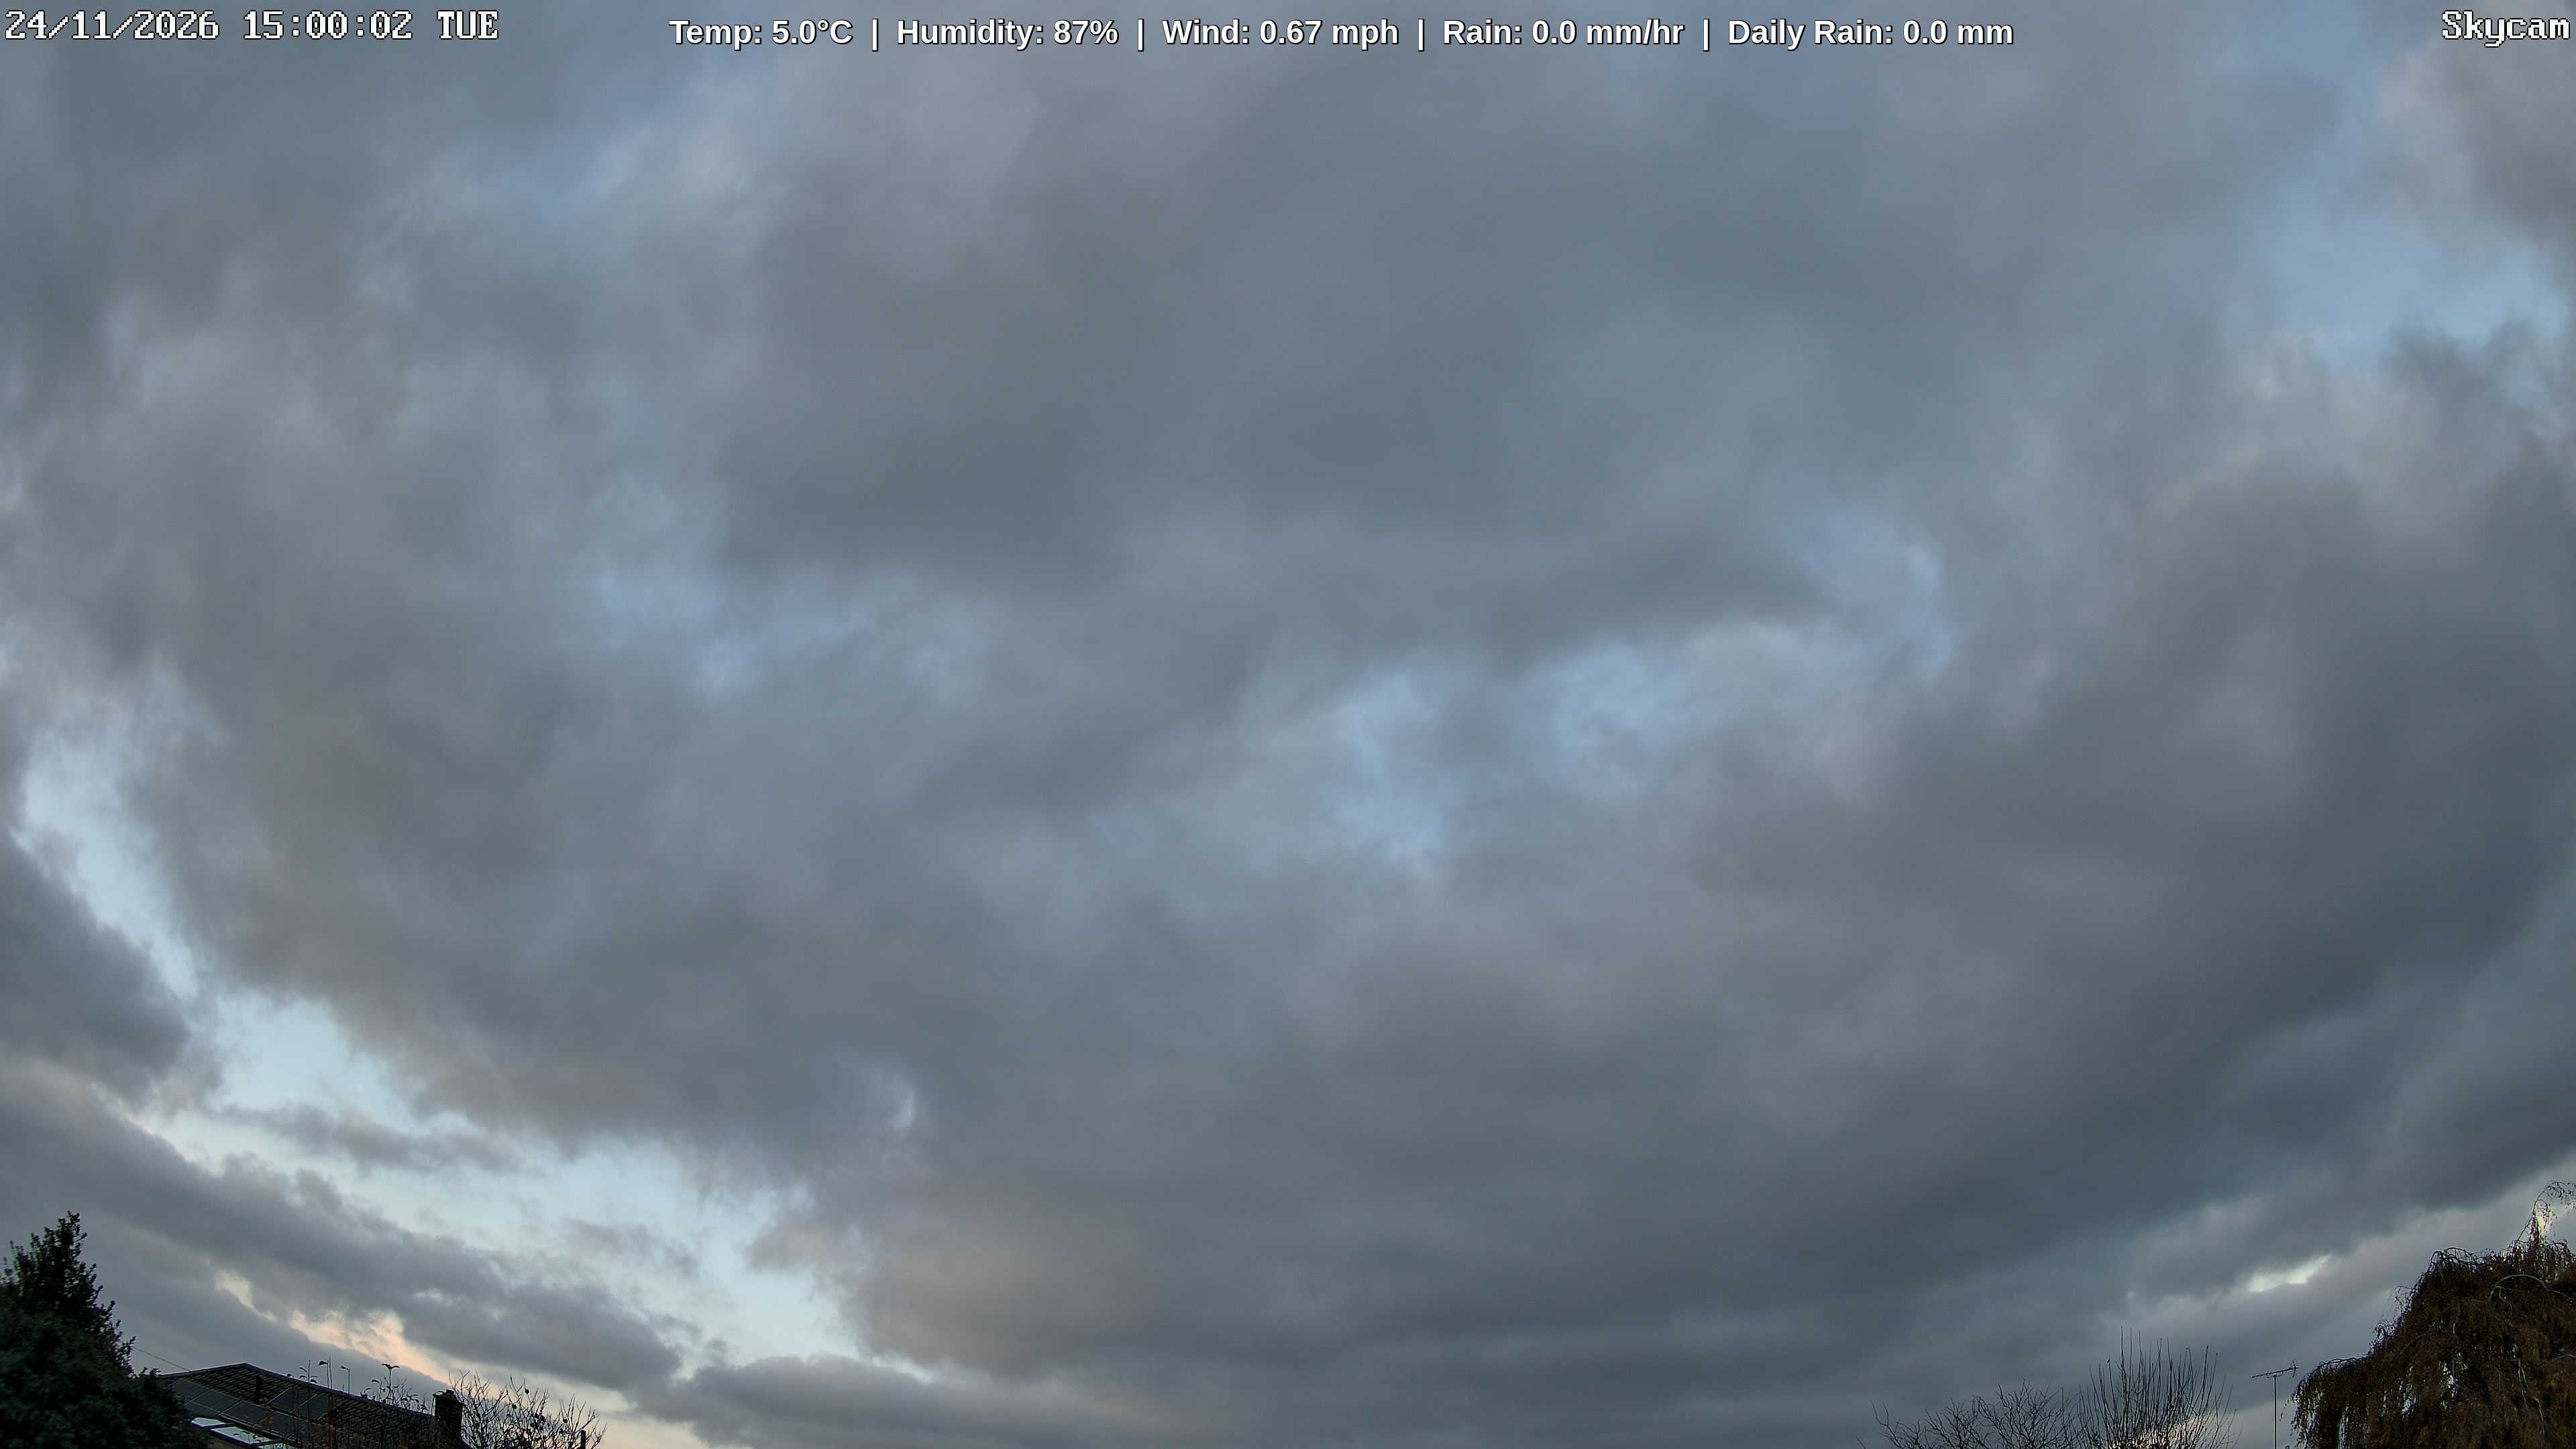 24/11/2026 15:00:02 TUE
Temp: 5.0°C | Humidity: 87% | Wind: 0.67 mph | Rain: 0.0 mm/hr | Daily Rain: 0.0 mm
Skycam